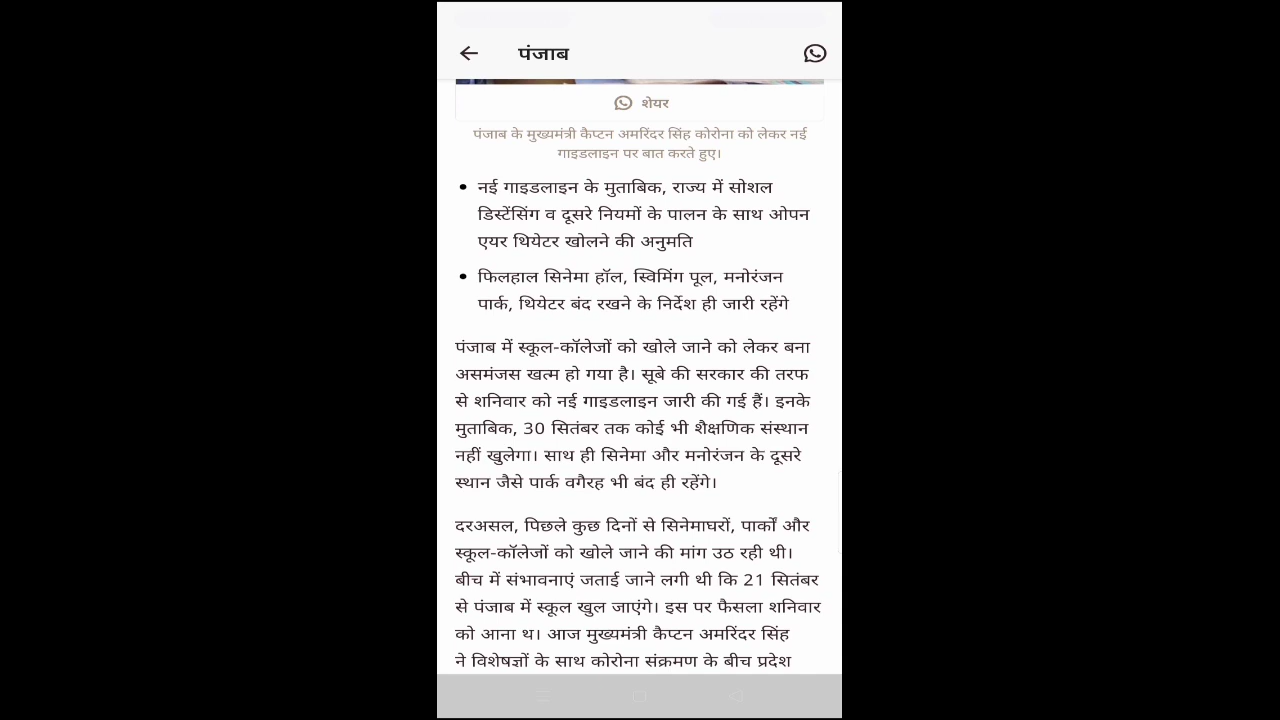 पंजाब
शेयर
पंजाब के मुख्यमंत्री कैप्टन अमरिंदर सिंह कोरोना को लेकर नई
गाइडलाइन पर बात करते हुए।
• नई गाइडलाइन के मुताबिक, राज्य में सोशल
डिस्टेंसिंग व दूसरे नियमों के पालन के साथ ओपन
एयर थियेटर खोलने की अनुमति
• फिलहाल सिनेमा हॉल, स्विमिंग पूल, मनोरंजन
पार्क, थियेटर बंद रखने के निर्देश ही जारी रहेंगे
पंजाब में स्कूल-कॉलेजों को खोले जाने को लेकर बना
असमंजस खत्म हो गया है। सूबे की सरकार की तरफ
से शनिवार को नई गाइडलाइन जारी की गई हैं। इनके
मुताबिक, 30 सितंबर तक कोई भी शैक्षणिक संस्थान
नहीं खुलेगा। साथ ही सिनेमा और मनोरंजन के दूसरे
स्थान जैसे पार्क वगैरह भी बंद ही रहेंगे।
दरअसल, पिछले कुछ दिनों से सिनेमाघरों, पार्कों और
स्कूल-कॉलेजों को खोले जाने की मांग उठ रही थी।
बीच में संभावनाएं जताई जाने लगी थी कि 21 सितंबर
से पंजाब में स्कूल खुल जाएंगे। इस पर फैसला शनिवार
को आना थ। आज मुख्यमंत्री कैप्टन अमरिंदर सिंह
ने विशेषज्ञों के साथ कोरोना संक्रमण के बीच प्रदेश